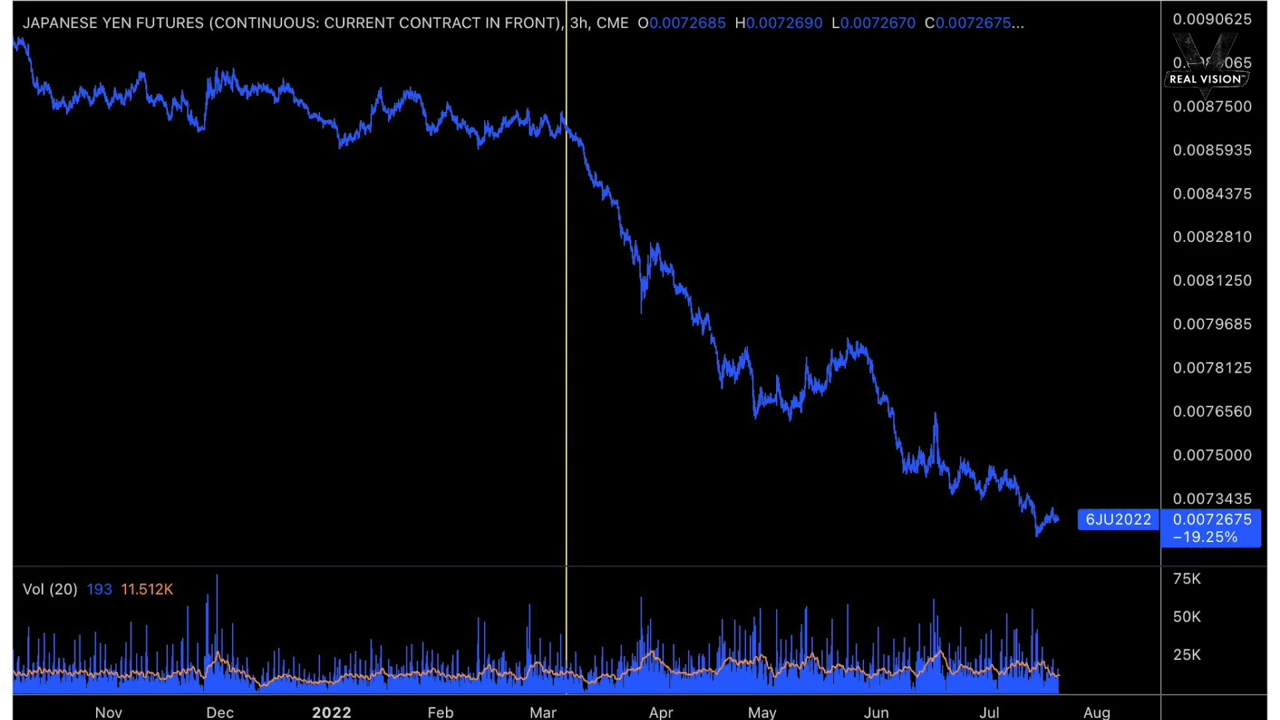 JAPANESE YEN FUTURES (CONTINUOUS: CURRENT CONTRACT IN FRONT), 3h, CME O0.0072685 H0.0072690 L0.0072670 C0.0072675...
0.0090625
REAL VISION
0.0087500
0.0085935
0.0084375
0.0082810
0.0081250
0.0079685
0.0078125
0.0076560
0.0075000
0.0073435
6JU2022 0.0072675
−19.25%
Vol (20) 193 11.512K
75K
50K
25K
Nov Dec 2022 Feb Mar Apr May Jun Jul Aug